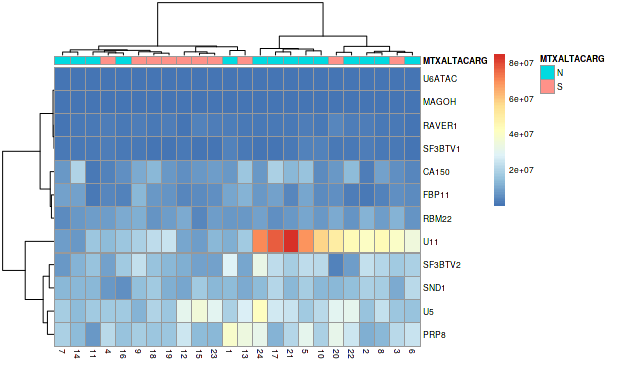 MTXALTACARG
U6ATAC
MAGOH
RAVER1
SF3BTV1
CA150
FBP11
RBM22
U11
SF3BTV2
SND1
U5
PRP8
7 14 11 4 16 9 18 19 12 15 23 1 13 24 17 21 5 10 20 22 2 8 3 6
8e+07
6e+07
4e+07
2e+07
MTXALTACARG
N
S